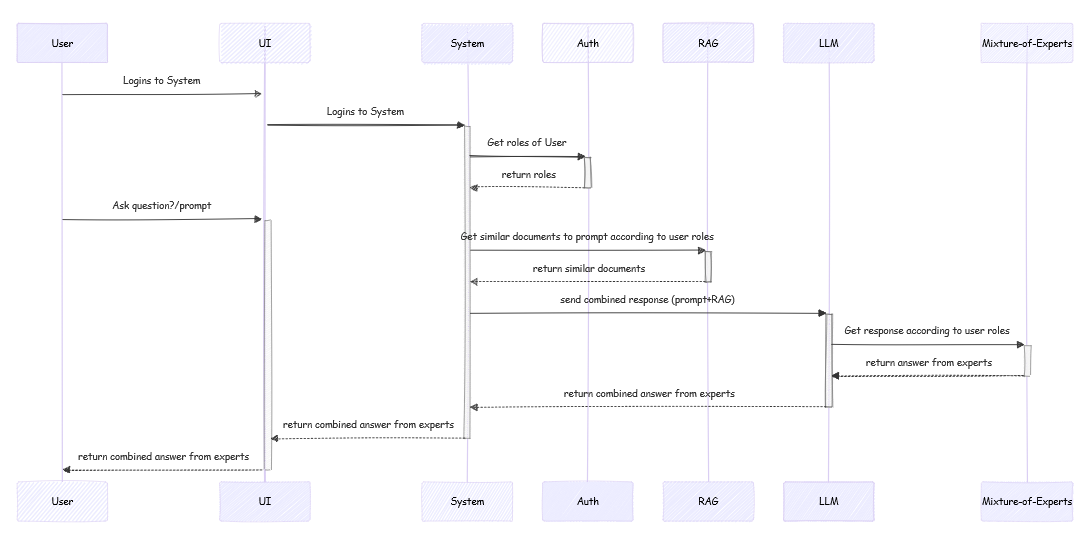 User UI System Auth RAG LLM Mixture-of-Experts
Logins to System
Logins to System
Get roles of User
return roles
Ask question?/prompt
Get similar documents to prompt according to user roles
return similar documents
send combined response (prompt+RAG)
Get response according to user roles
return answer from experts
return combined answer from experts
return combined answer from experts
return combined answer from experts
User UI System Auth RAG LLM Mixture-of-Experts